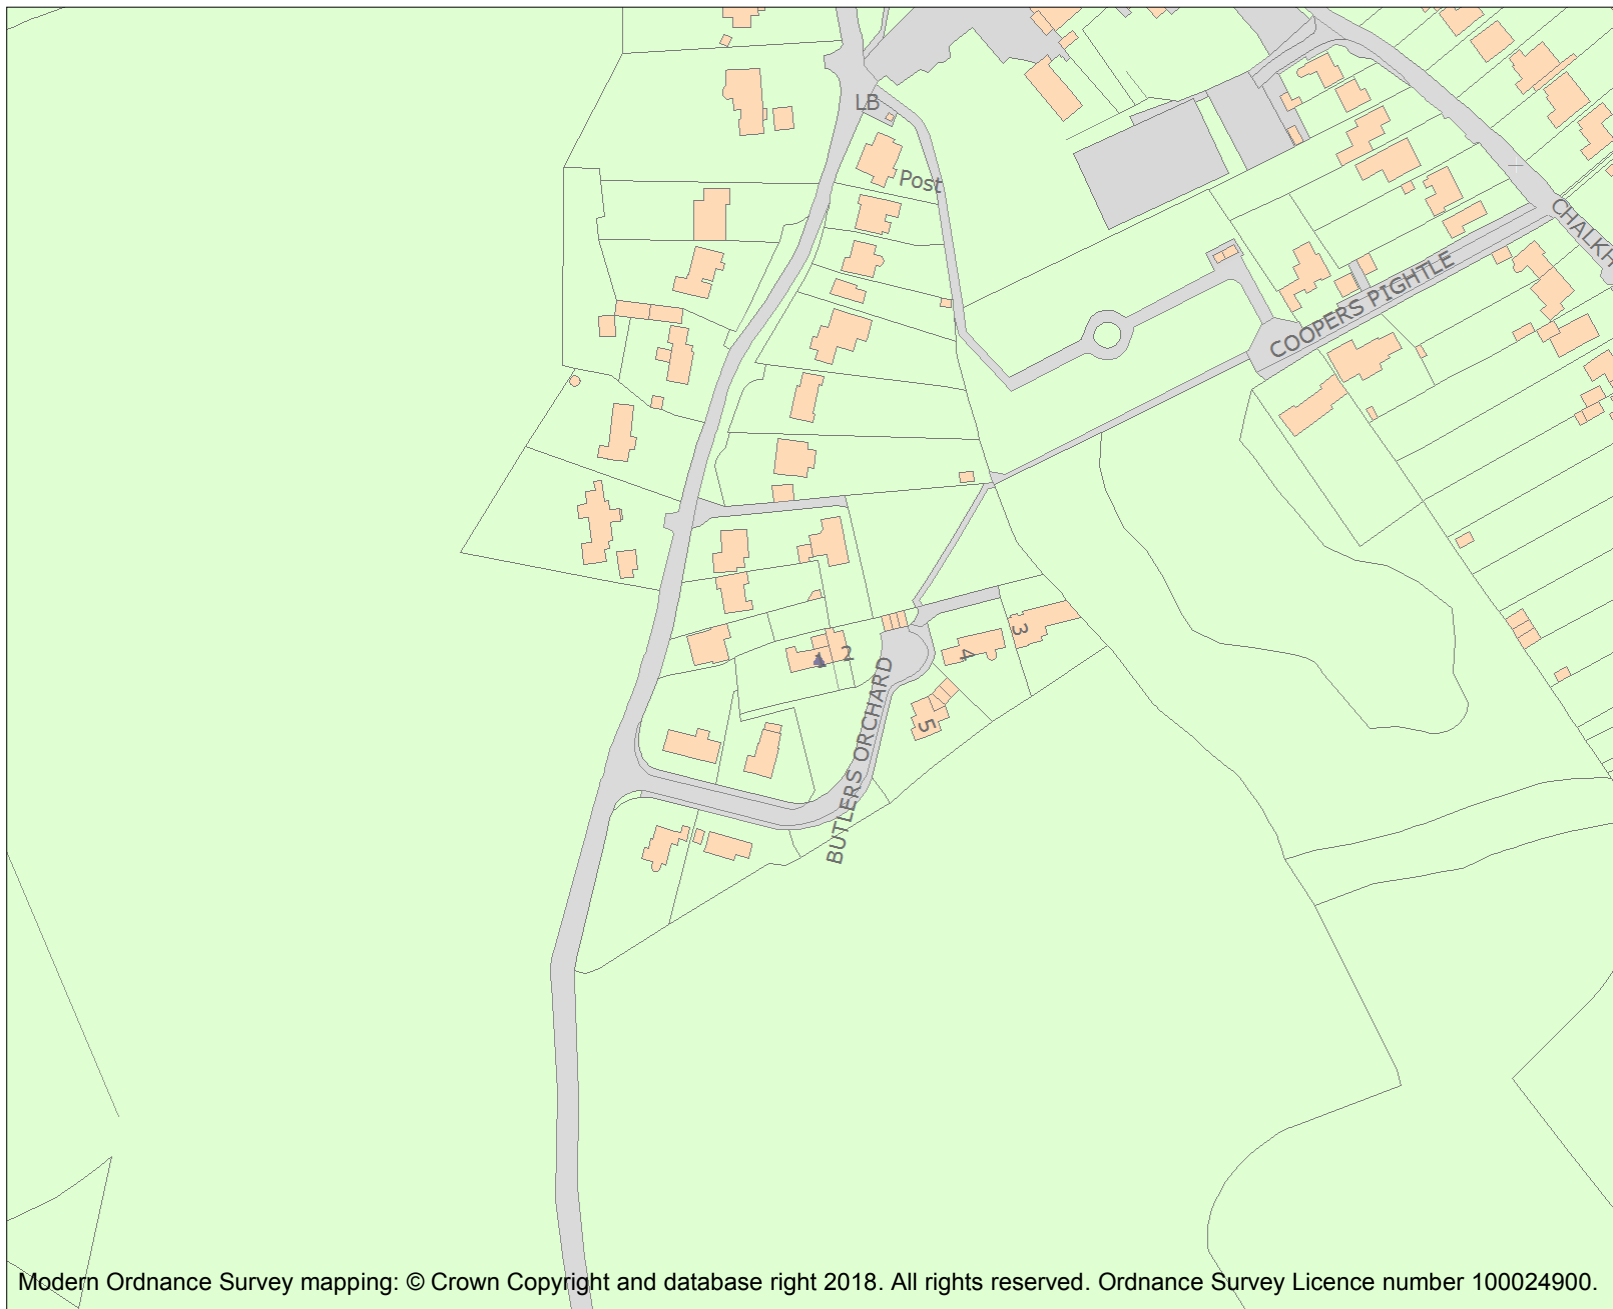 LB
Post
CHALKH
COOPERS PIGHTLE
3
2
4
5
BUTLERS ORCHARD
Modern Ordnance Survey mapping: © Crown Copyright and database right 2018. All rights reserved. Ordnance Survey Licence number 100024900.